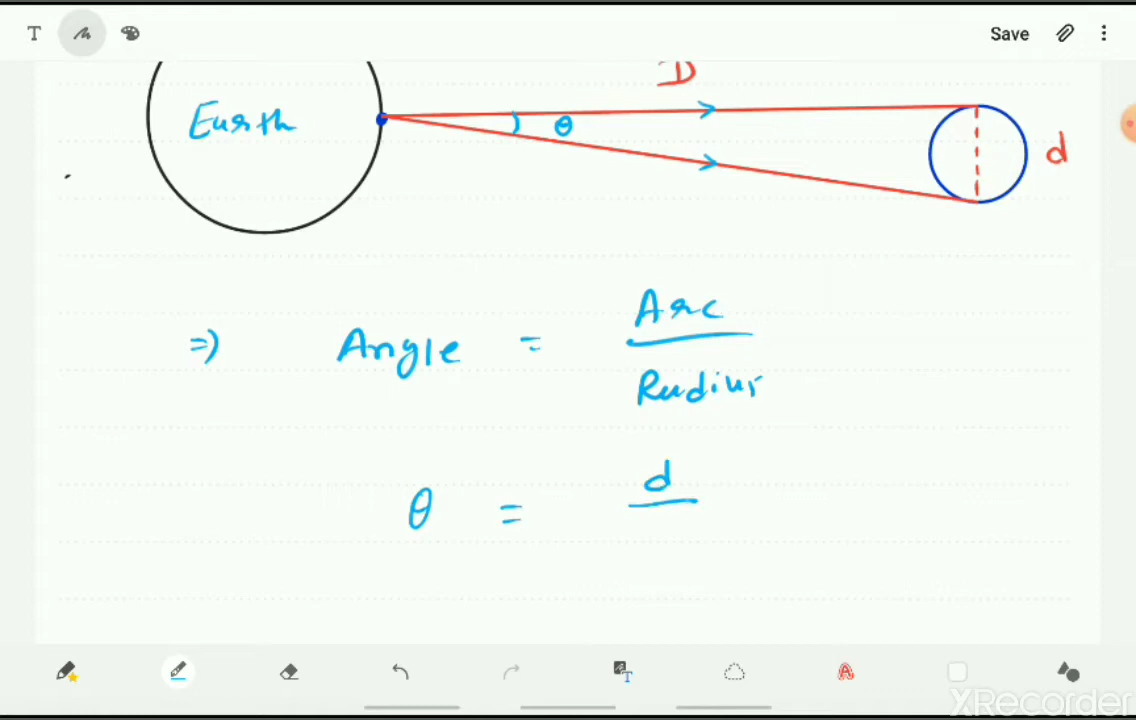 T
Save
D
Earth
θ
d
=) Angle = Arc
Radius
θ = d
T
A
XRecorder